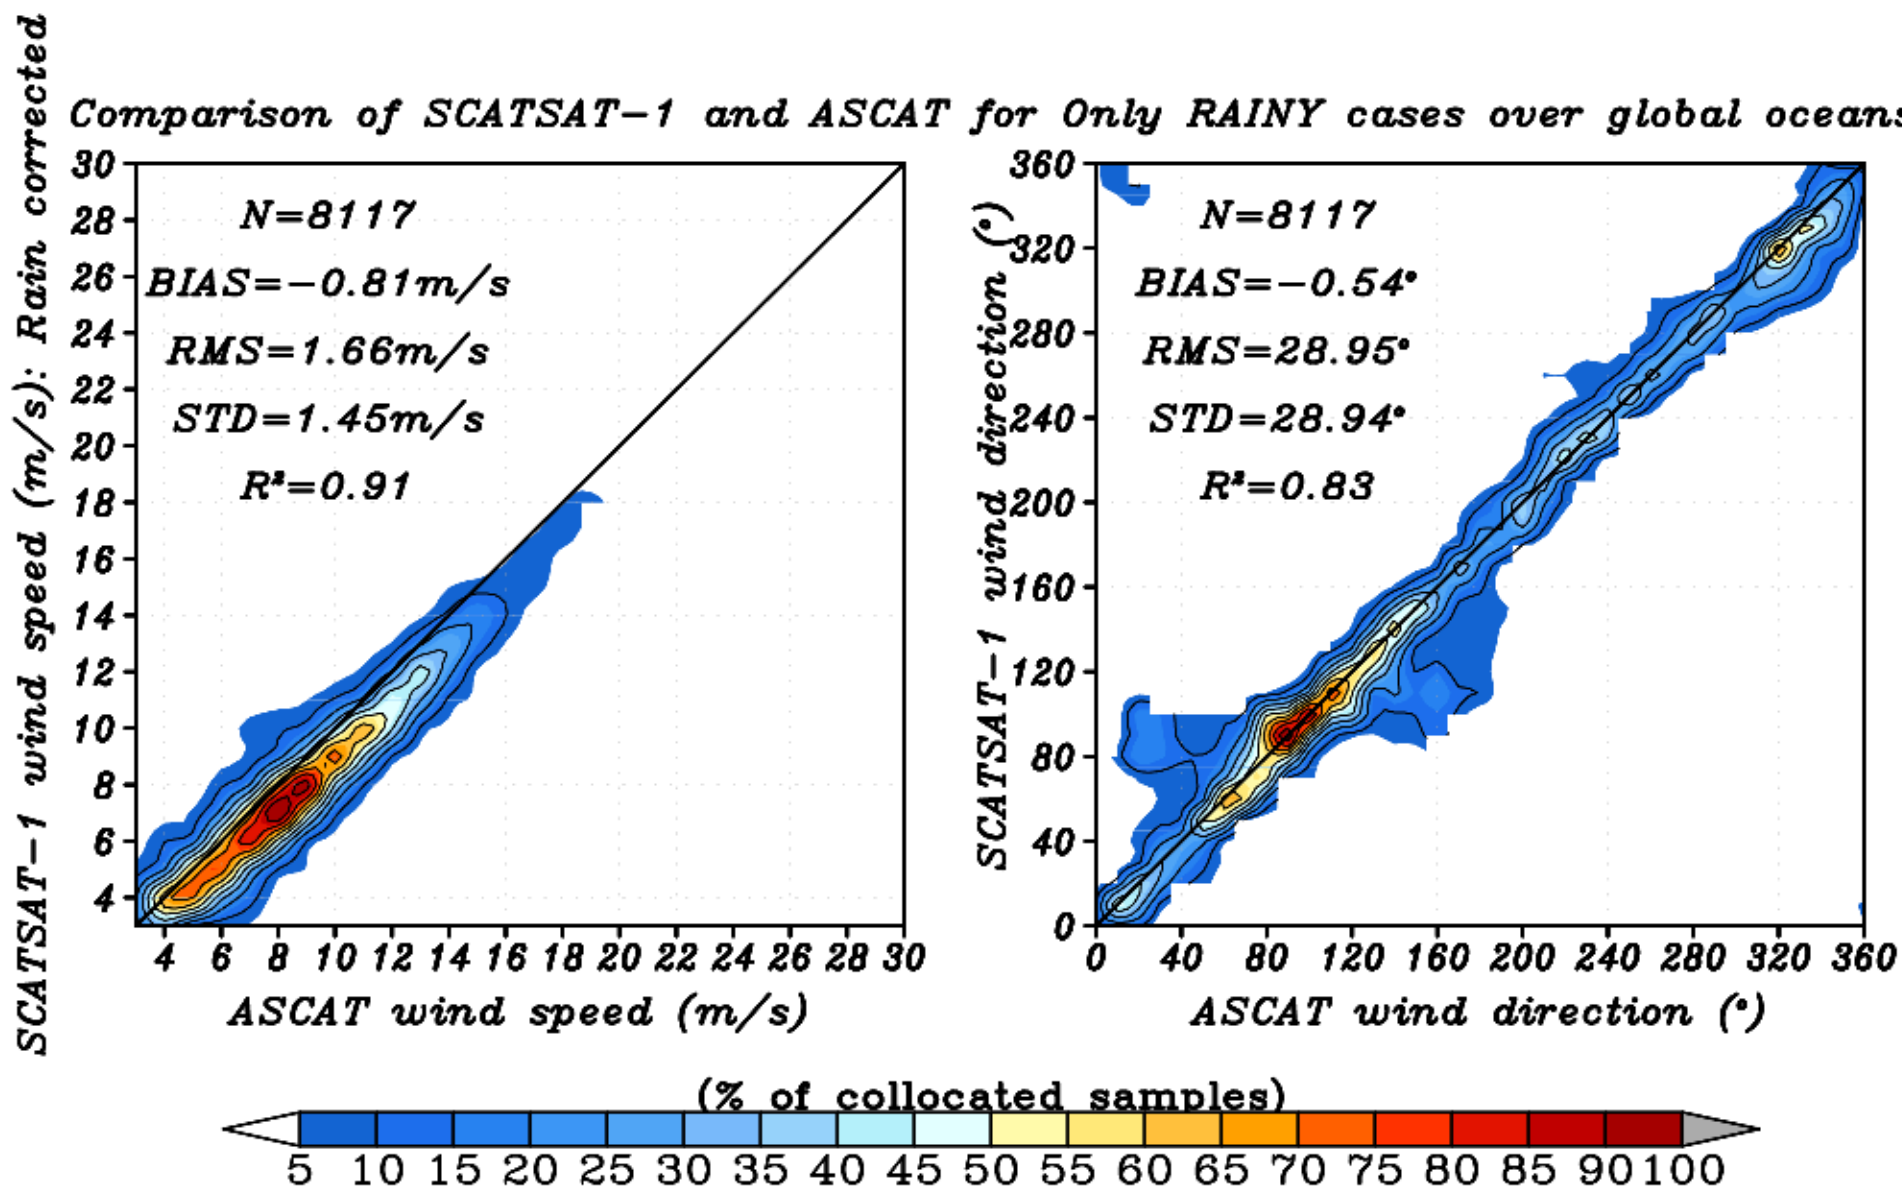 Comparison of SCATSAT-1 and ASCAT for Only RAINY cases over global oceans
SCATSAT-1 wind speed (m/s): Rain corrected
30
28
26
24
22
20
18
16
14
12
10
8
6
4
N=8117
BIAS=-0.81m/s
RMS=1.66m/s
STD=1.45m/s
R²=0.91
4 6 8 10 12 14 16 18 20 22 24 26 28 30
ASCAT wind speed (m/s)
SCATSAT-1 wind direction (°)
360
320
280
240
200
160
120
80
40
0
N=8117
BIAS=-0.54°
RMS=28.95°
STD=28.94°
R²=0.83
0 40 80 120 160 200 240 280 320 360
ASCAT wind direction (°)
(% of collocated samples)
5 10 15 20 25 30 35 40 45 50 55 60 65 70 75 80 85 90 100